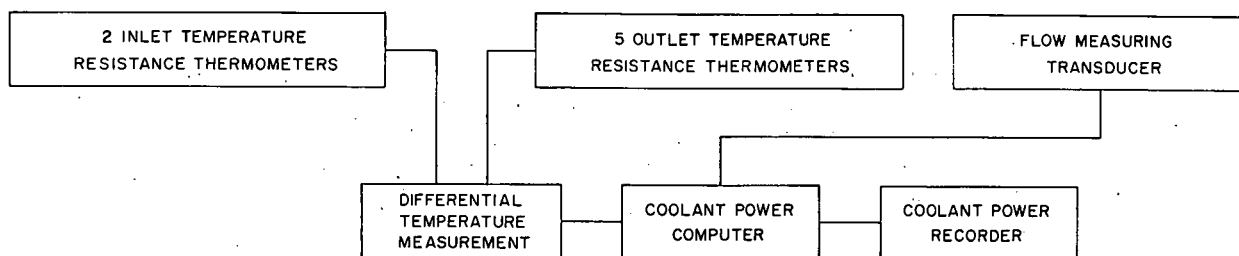 2 INLET TEMPERATURE
RESISTANCE THERMOMETERS
5 OUTLET TEMPERATURE
RESISTANCE THERMOMETERS
FLOW MEASURING
TRANSDUCER
DIFFERENTIAL
TEMPERATURE
MEASUREMENT
COOLANT POWER
COMPUTER
COOLANT POWER
RECORDER